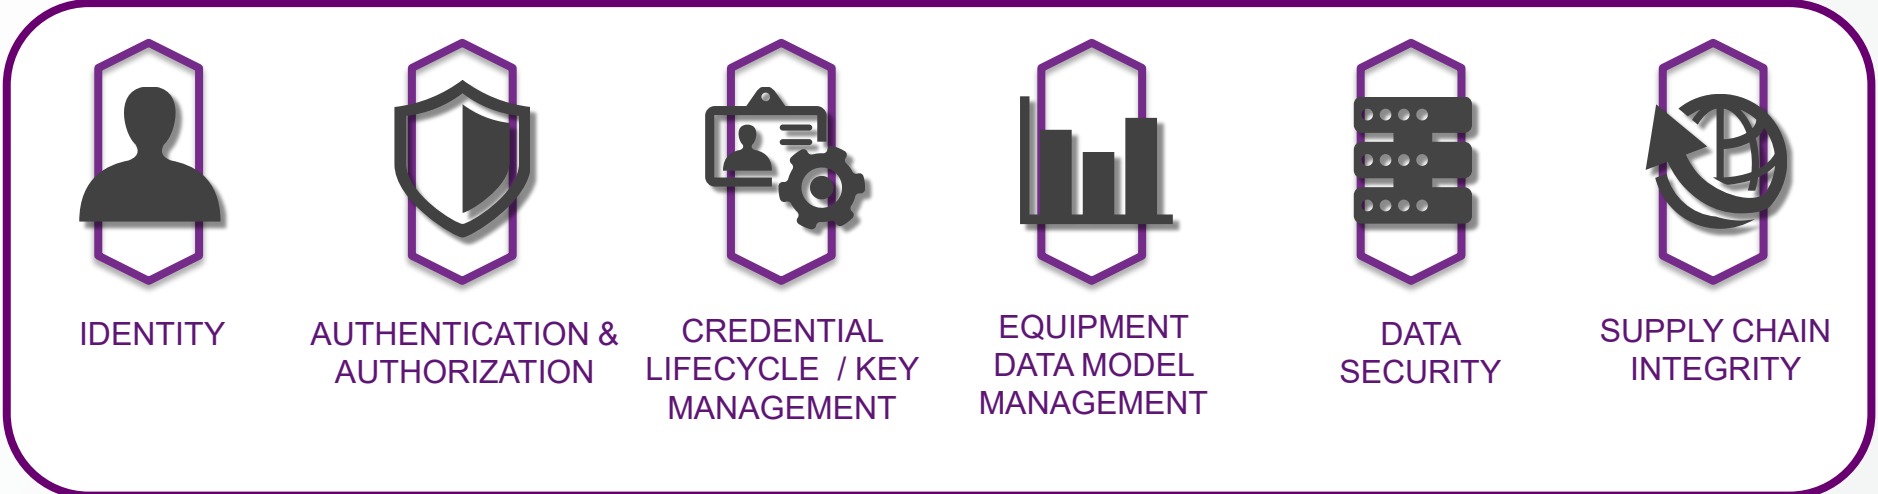 IDENTITY
AUTHENTICATION &
AUTHORIZATION
CREDENTIAL
LIFECYCLE / KEY
MANAGEMENT
EQUIPMENT
DATA MODEL
MANAGEMENT
DATA
SECURITY
SUPPLY CHAIN
INTEGRITY